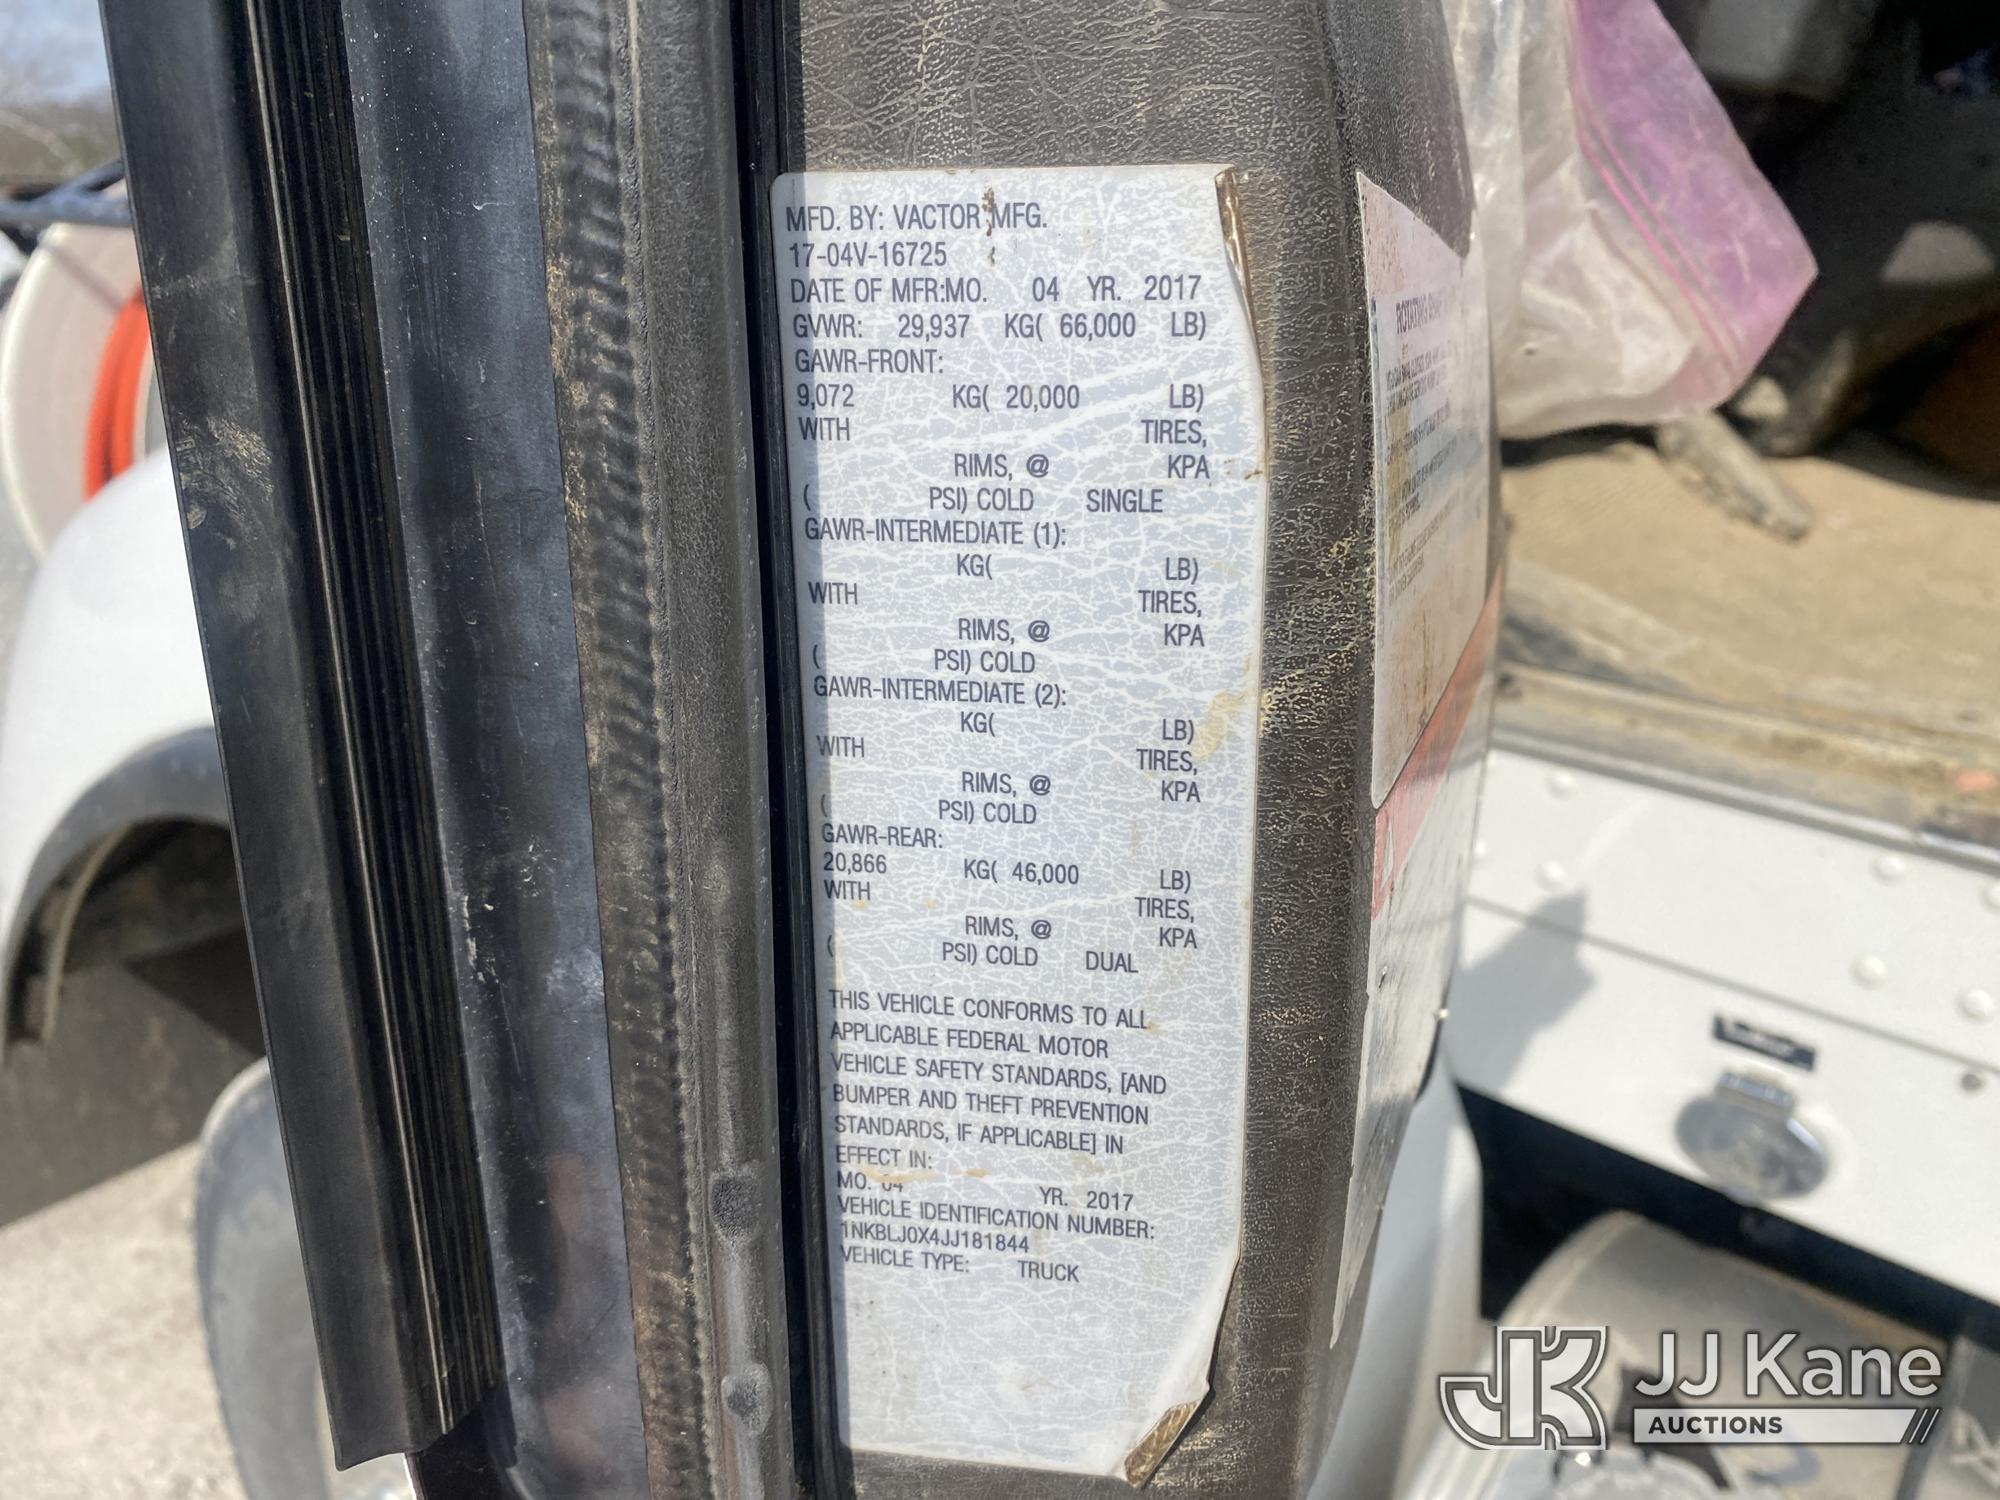 MFD. BY: VACTOR MFG.
17-04V-16725
DATE OF MFR:MO. 04 YR. 2017
GVWR: 29,937 KG( 66,000 LB)
GAWR-FRONT:
9,072 KG( 20,000 LB)
WITH TIRES,
RIMS, @ KPA
( PSI) COLD SINGLE
GAWR-INTERMEDIATE (1):
KG( LB)
WITH TIRES,
RIMS, @ KPA
( PSI) COLD
GAWR-INTERMEDIATE (2):
KG( LB)
WITH TIRES,
RIMS, @ KPA
( PSI) COLD
GAWR-REAR:
20,866 KG( 46,000 LB)
WITH TIRES,
RIMS, @ KPA
( PSI) COLD DUAL
THIS VEHICLE CONFORMS TO ALL
APPLICABLE FEDERAL MOTOR
VEHICLE SAFETY STANDARDS, [AND
BUMPER AND THEFT PREVENTION
STANDARDS, IF APPLICABLE] IN
EFFECT IN:
MO. 04 YR. 2017
VEHICLE IDENTIFICATION NUMBER:
1NKBLJ0X4JJ181844
VEHICLE TYPE: TRUCK
ROTATING
JK JJ Kane
AUCTIONS